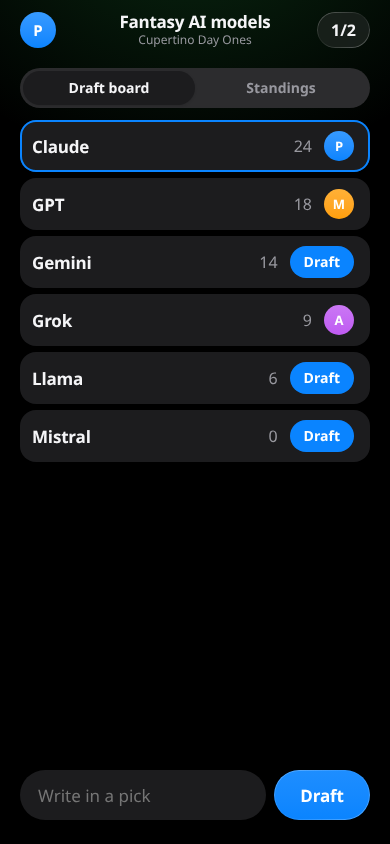 P
Fantasy AI models
Cupertino Day Ones
1/2
Draft board
Standings
Claude 24 P
GPT 18 M
Gemini 14 Draft
Grok 9 A
Llama 6 Draft
Mistral 0 Draft
Write in a pick
Draft